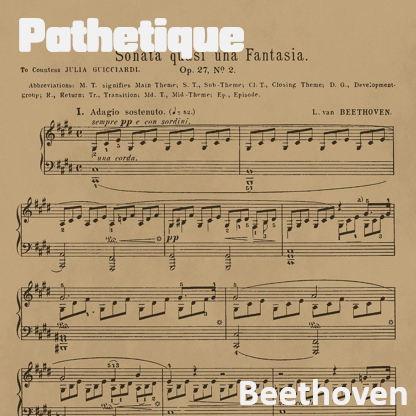 Pathetique
Sonata quasi una Fantasia.
To Countess JULIA GUICCIARDI. Op. 27, Nọ 2.
Abbreviations: M. T. signifies Main Theme; S. T., Sub-Theme; Cl. T., Closing Theme; D. G., Development-
group; R., Return; Tr., Transition; Md. T., Mid-Theme; Ep., Episode.
I. Adagio sostenuto. (♩= 52.) L. van BEETHOVEN.
sempre pp e con sordini.
una corda.
pp
Beethoven